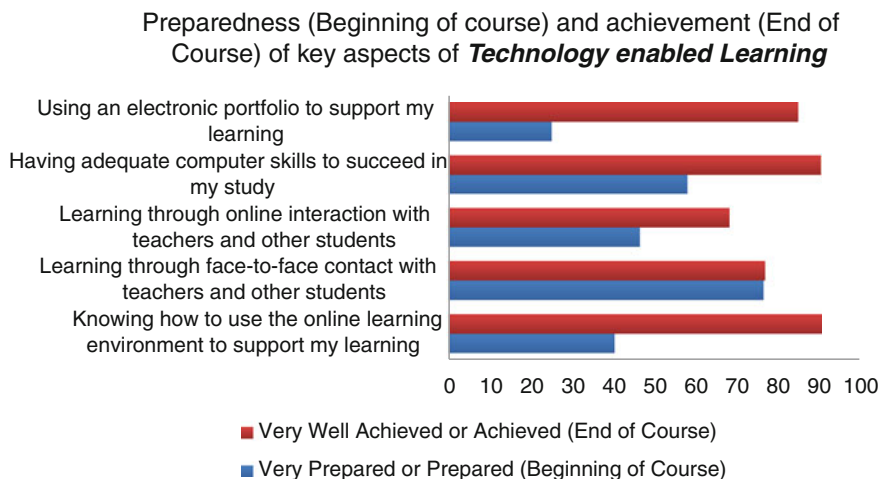 Preparedness (Beginning of course) and achievement (End of
Course) of key aspects of Technology enabled Learning
Using an electronic portfolio to support my
learning
Having adequate computer skills to succeed in
my study
Learning through online interaction with
teachers and other students
Learning through face-to-face contact with
teachers and other students
Knowing how to use the online learning
environment to support my learning
0 10 20 30 40 50 60 70 80 90 100
Very Well Achieved or Achieved (End of Course)
Very Prepared or Prepared (Beginning of Course)